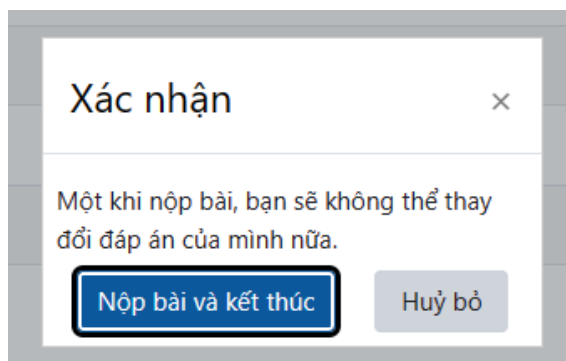 Xác nhận
×
Một khi nộp bài, bạn sẽ không thể thay
đổi đáp án của mình nữa.
Nộp bài và kết thúc
Huỷ bỏ